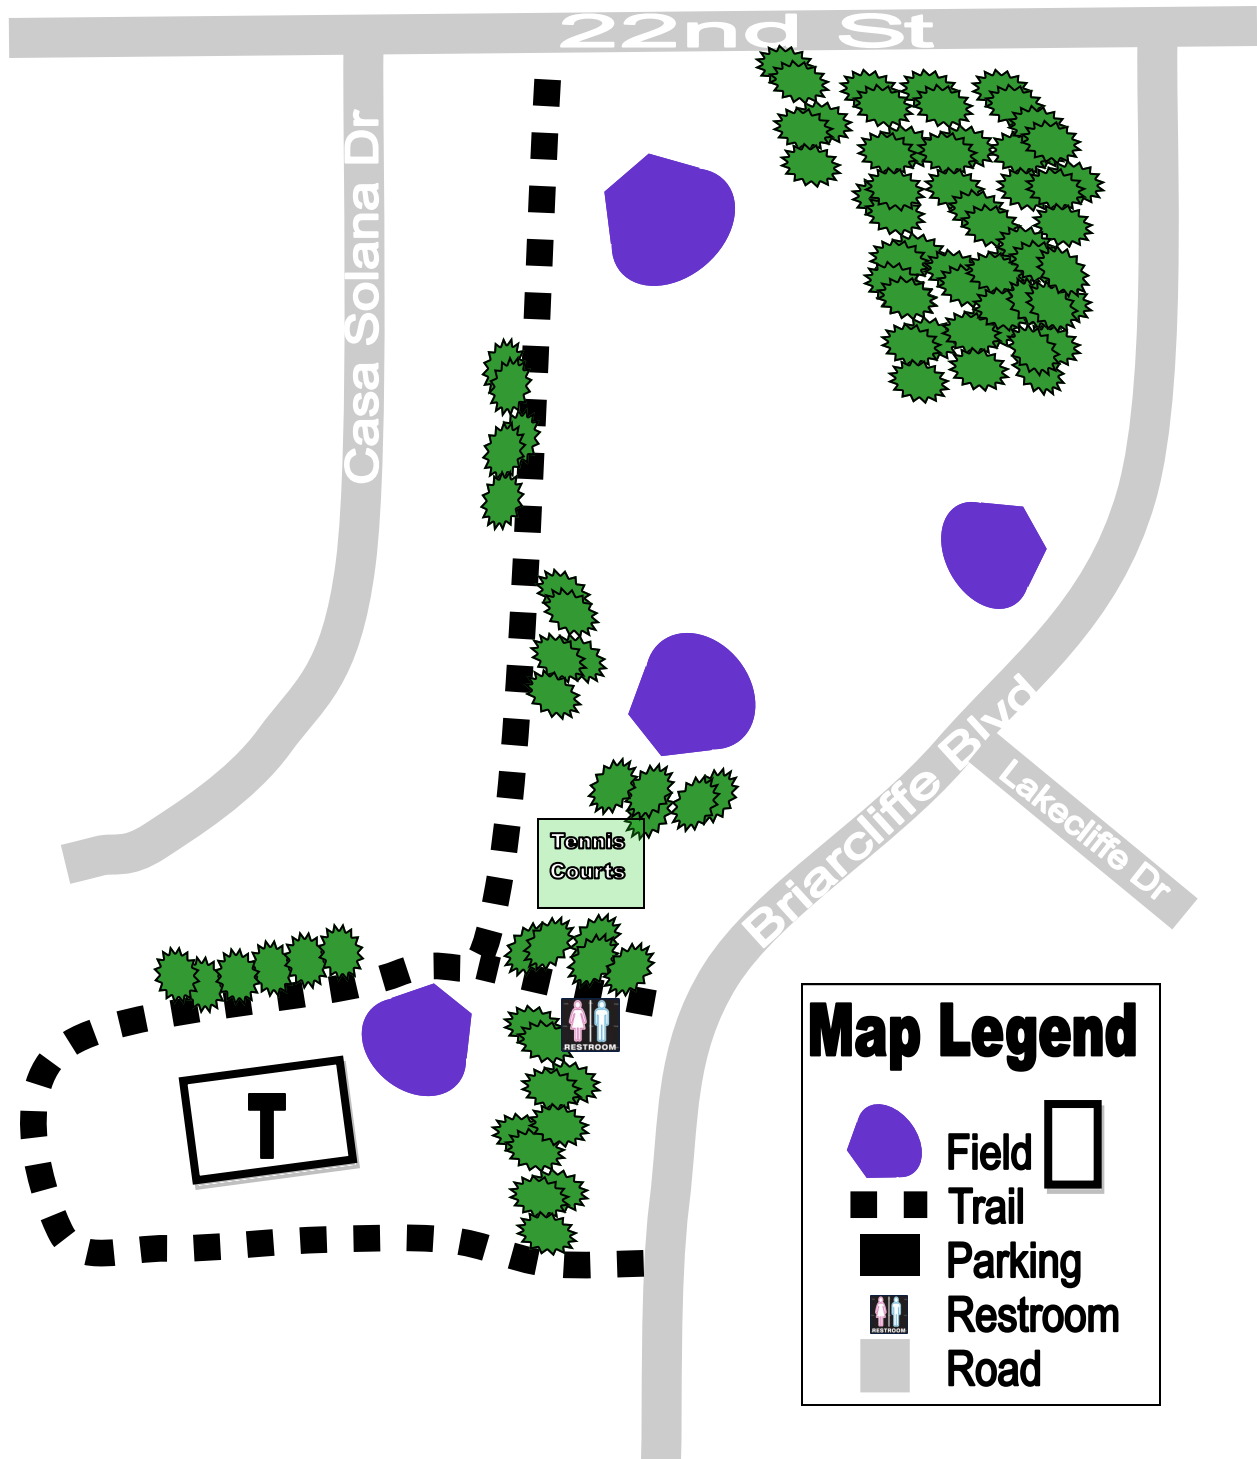 22nd St
Casa Solana Dr
Briarcliffe Blvd
Lakecliffe Dr
Tennis
Courts
RESTROOM
T
Map Legend
Field
Trail
Parking
RESTROOM
Restroom
Road